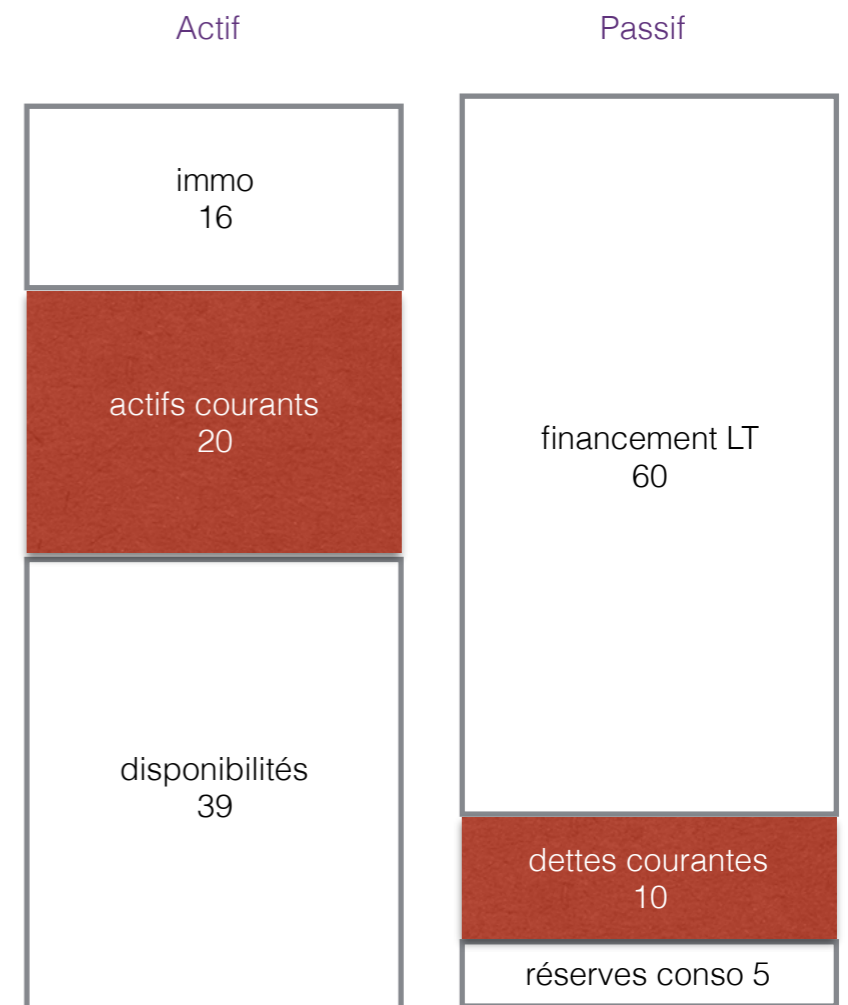 Actif
Passif
immo
16
actifs courants
20
disponibilités
39
financement LT
60
dettes courantes
10
réserves conso 5